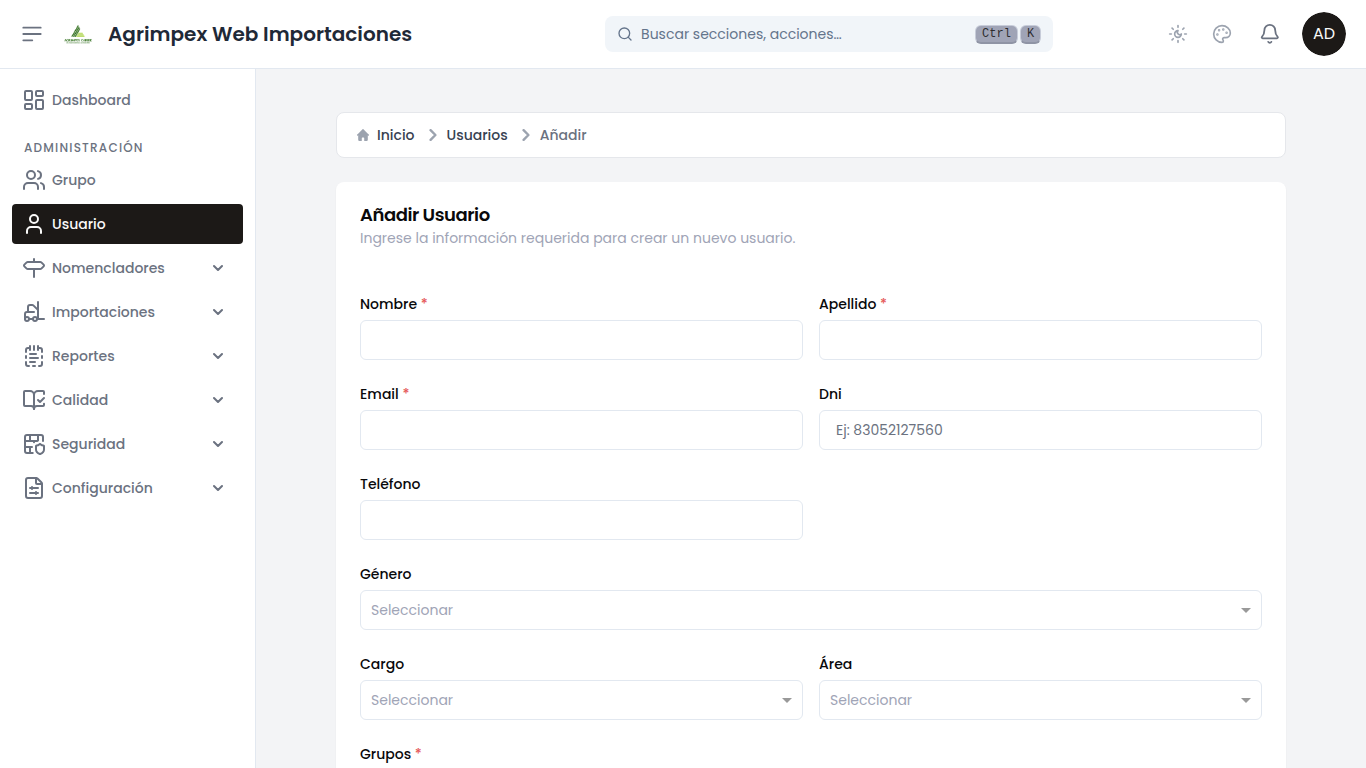 Agrimpex Web Importaciones
Buscar secciones, acciones...
Ctrl K
AD
Dashboard
ADMINISTRACIÓN
Grupo
Usuario
Nomencladores
Importaciones
Reportes
Calidad
Seguridad
Configuración
Inicio > Usuarios > Añadir
Añadir Usuario
Ingrese la información requerida para crear un nuevo usuario.
Nombre * Apellido *
Email * Dni
Ej: 83052127560
Teléfono
Género
Seleccionar
Cargo Área
Seleccionar Seleccionar
Grupos *